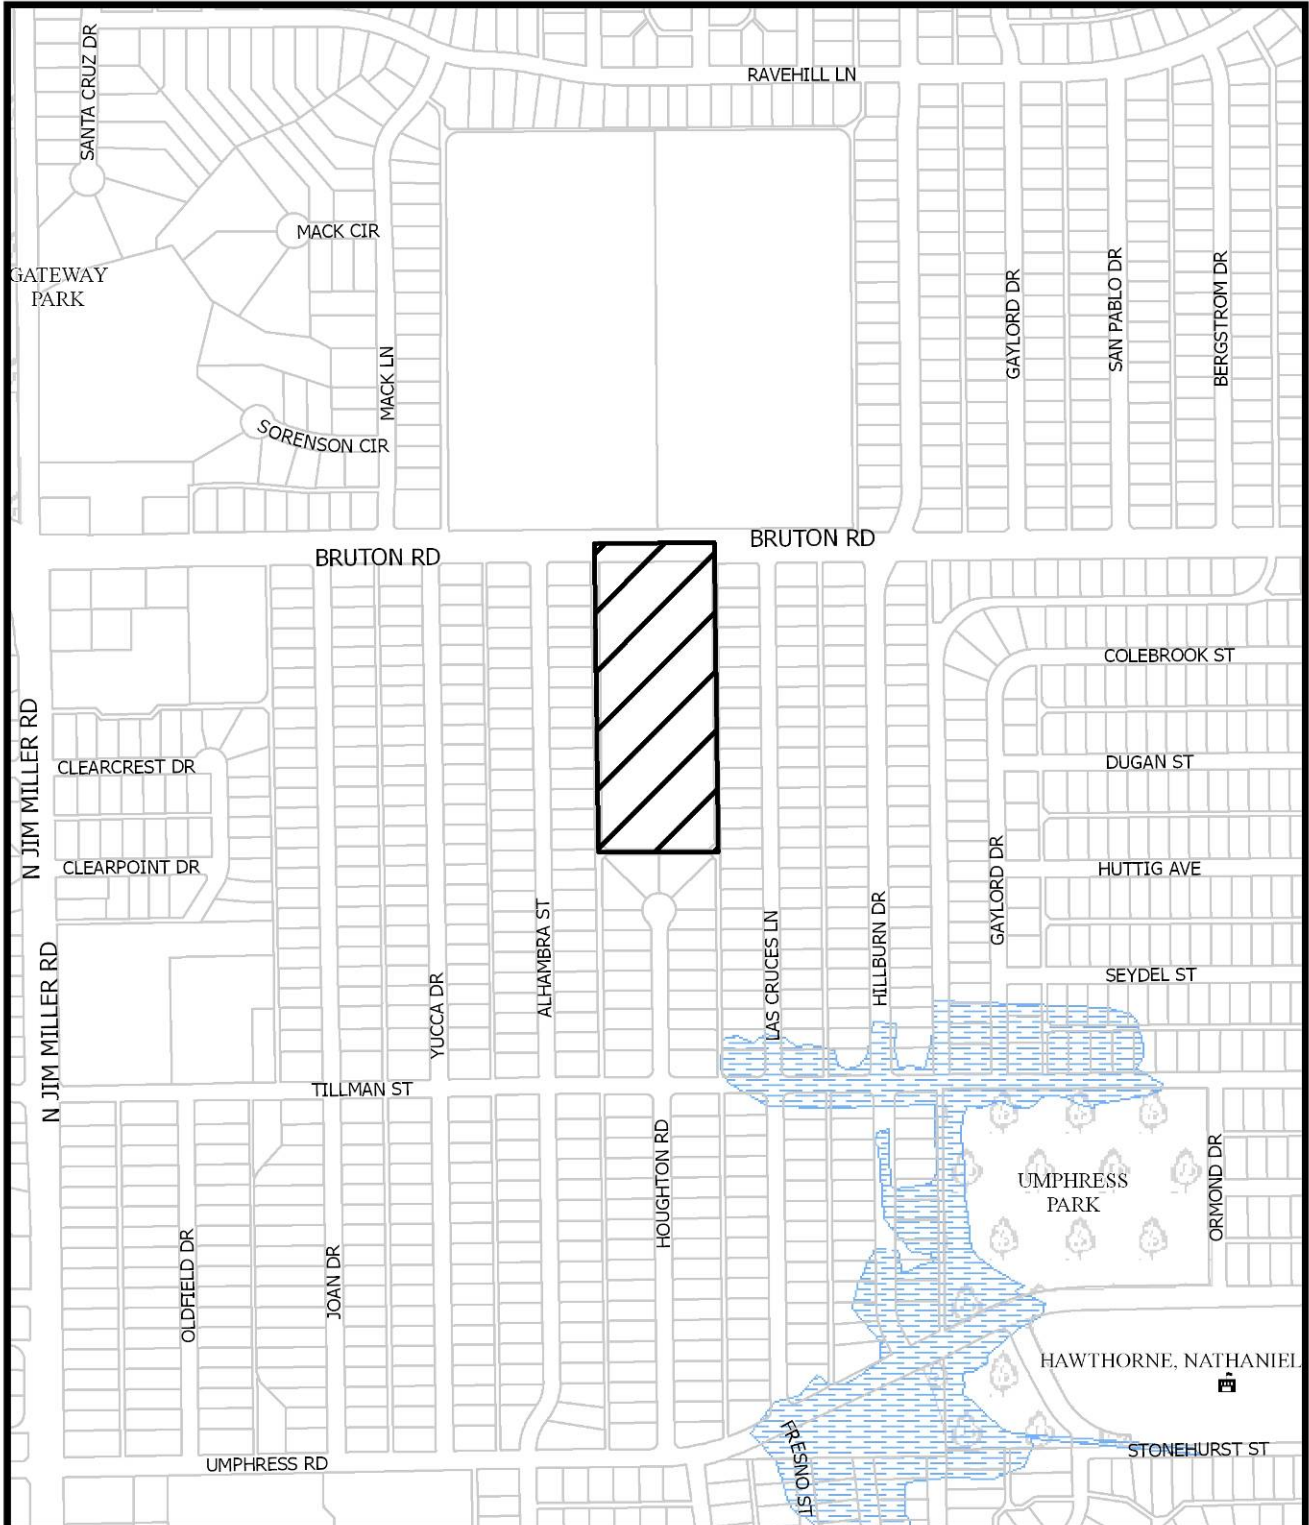 SANTA CRUZ DR
RAVEHILL LN
MACK CIR
GATEWAY
PARK
GAYLORD DR
SAN PABLO DR
BERGSTROM DR
MACK LN
SORENSON CIR
BRUTON RD
BRUTON RD
COLEBROOK ST
N JIM MILLER RD
CLEARCREST DR
DUGAN ST
CLEARPOINT DR
GAYLORD DR
HUTTIG AVE
ALHAMBRA ST
LAS CRUCES LN
HILLBURN DR
N JIM MILLER RD
YUCCA DR
SEYDEL ST
TILLMAN ST
HOUGHTON RD
UMPHRESS
PARK
ORMOND DR
OLDFIELD DR
JOAN DR
HAWTHORNE, NATHANIEL
FRESNO ST
STONEHURST ST
UMPHRESS RD